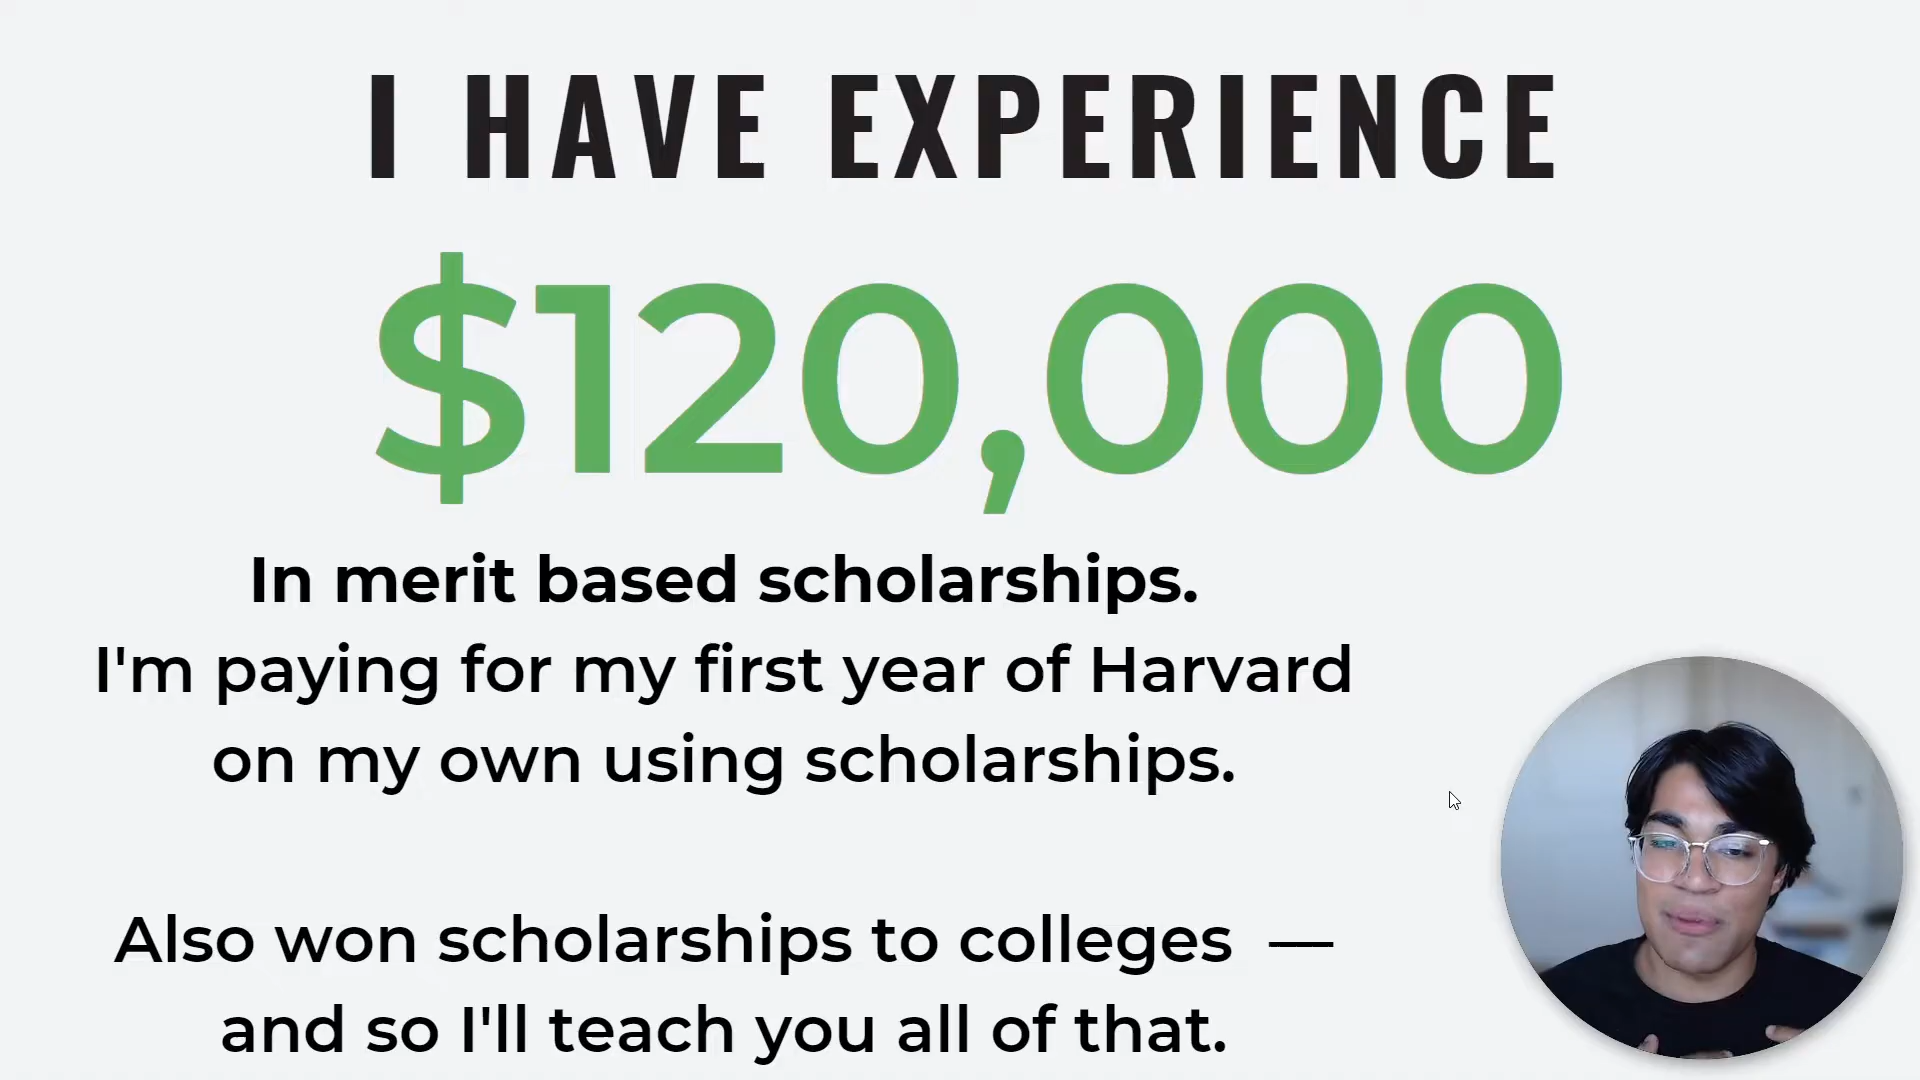 I HAVE EXPERIENCE
$120,000
In merit based scholarships.
I'm paying for my first year of Harvard
on my own using scholarships.
Also won scholarships to colleges —
and so I'll teach you all of that.